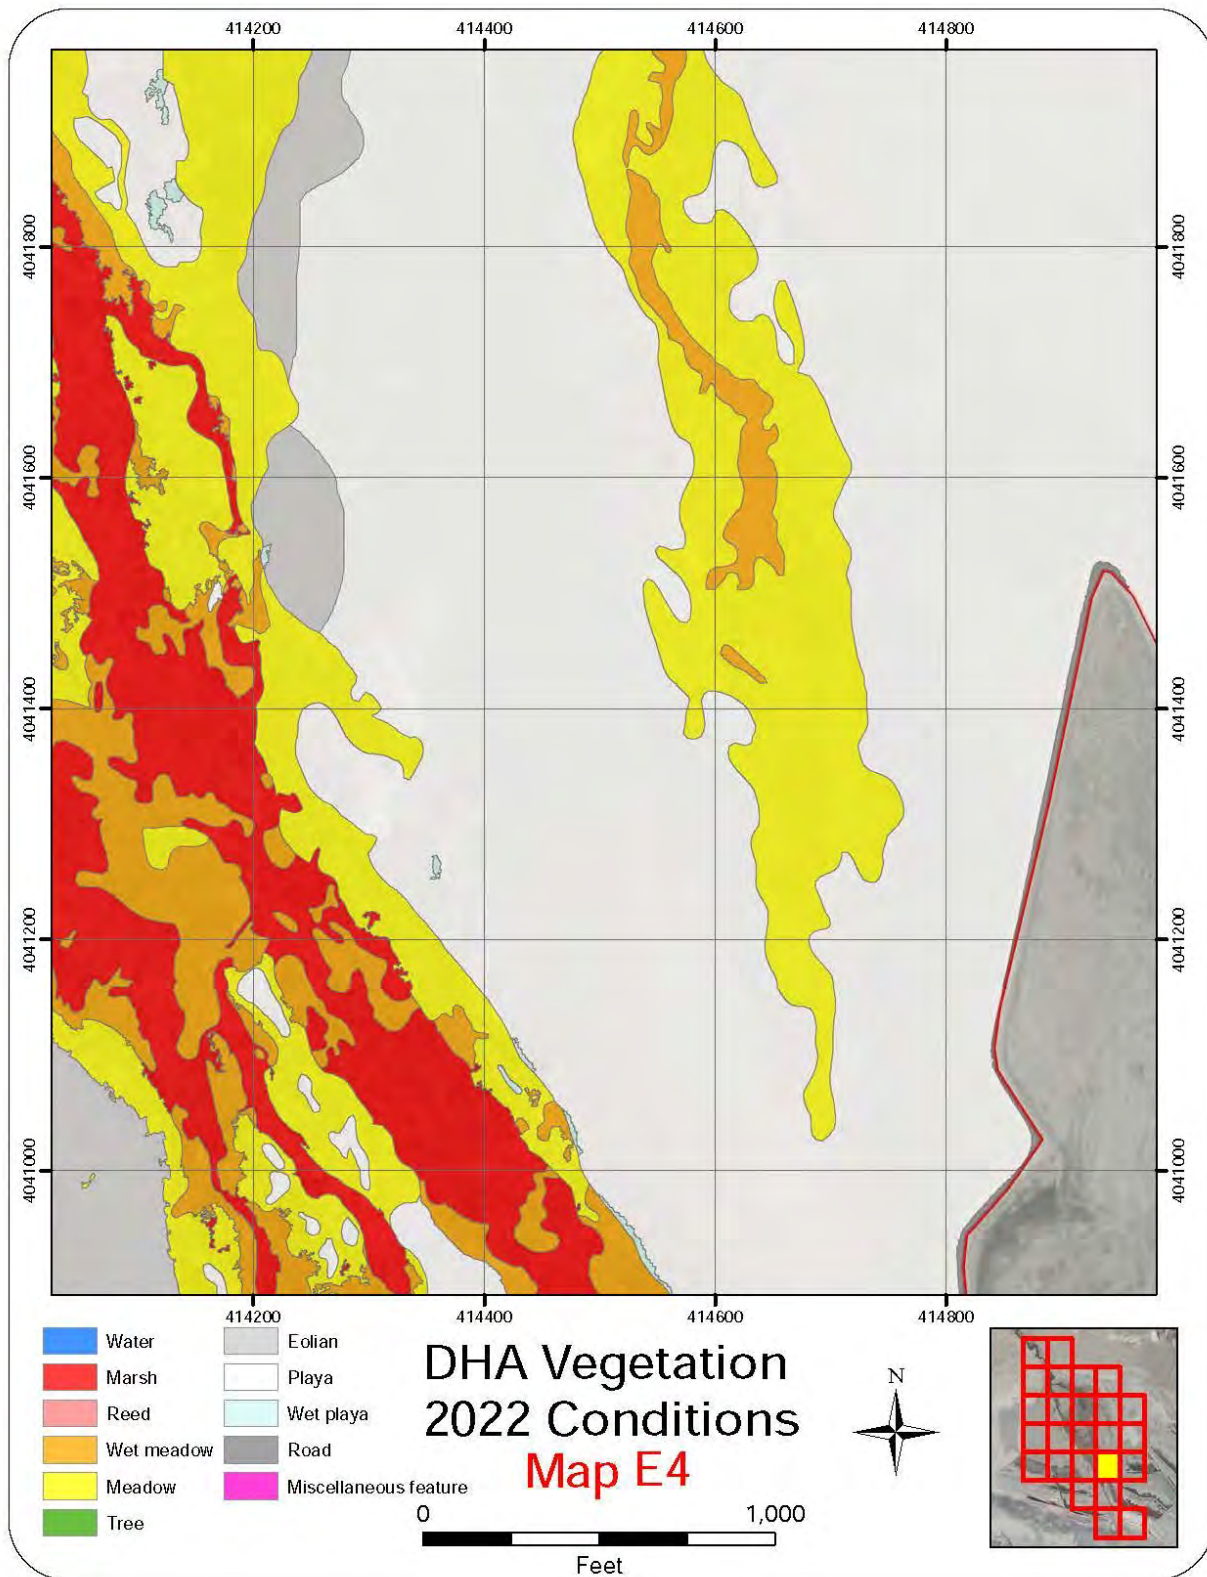 414200 414400 414600 414800
4041800 4041800
4041600 4041600
4041400 4041400
4041200 4041200
4041000 4041000
414200 414400 414600 414800
Water
Marsh
Reed
Wet meadow
Meadow
Tree
Eolian
Playa
Wet playa
Road
Miscellaneous feature
DHA Vegetation
2022 Conditions
Map E4
0 1,000
Feet
N